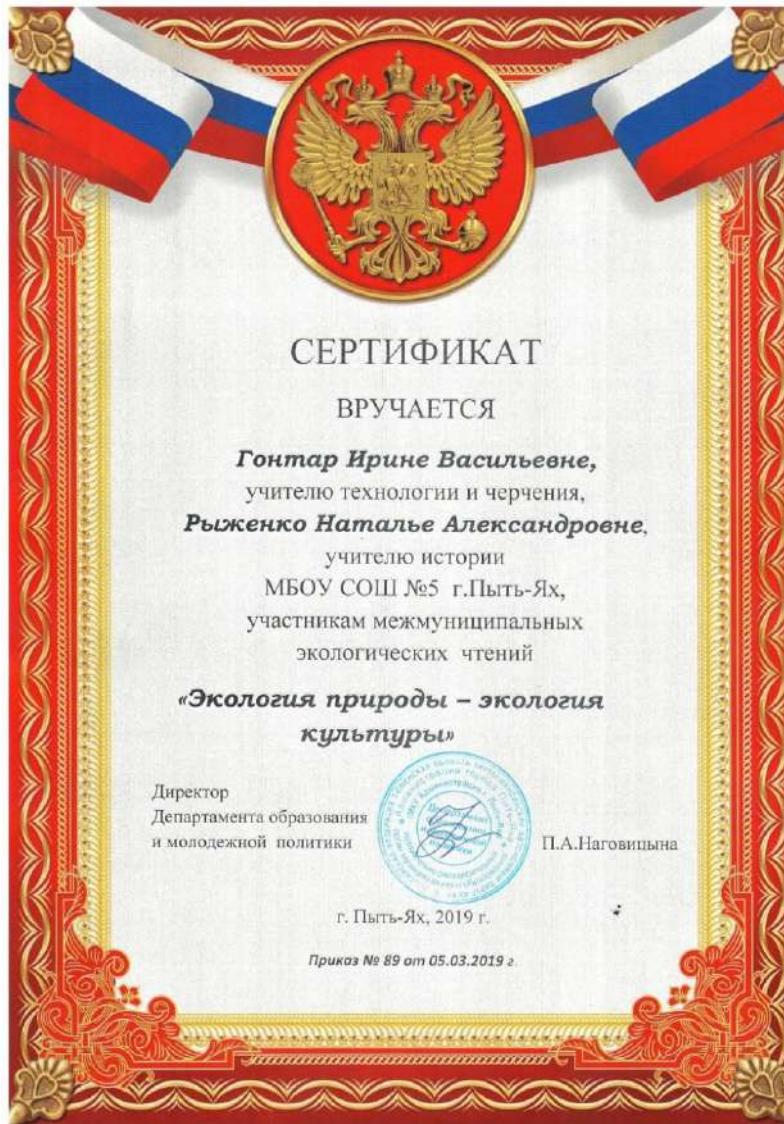 СЕРТИФИКАТ
ВРУЧАЕТСЯ
Гонтар Ирине Васильевне,
учителю технологии и черчения,
Рыженко Наталье Александровне,
учителю истории
МБОУ СОШ №5 г.Пыть-Ях,
участникам межмуниципальных
экологических чтений
«Экология природы – экология
культуры»
Директор
Департамента образования
и молодежной политики
П.А.Наговицына
г. Пыть-Ях, 2019 г.
Приказ № 89 от 05.03.2019 г.